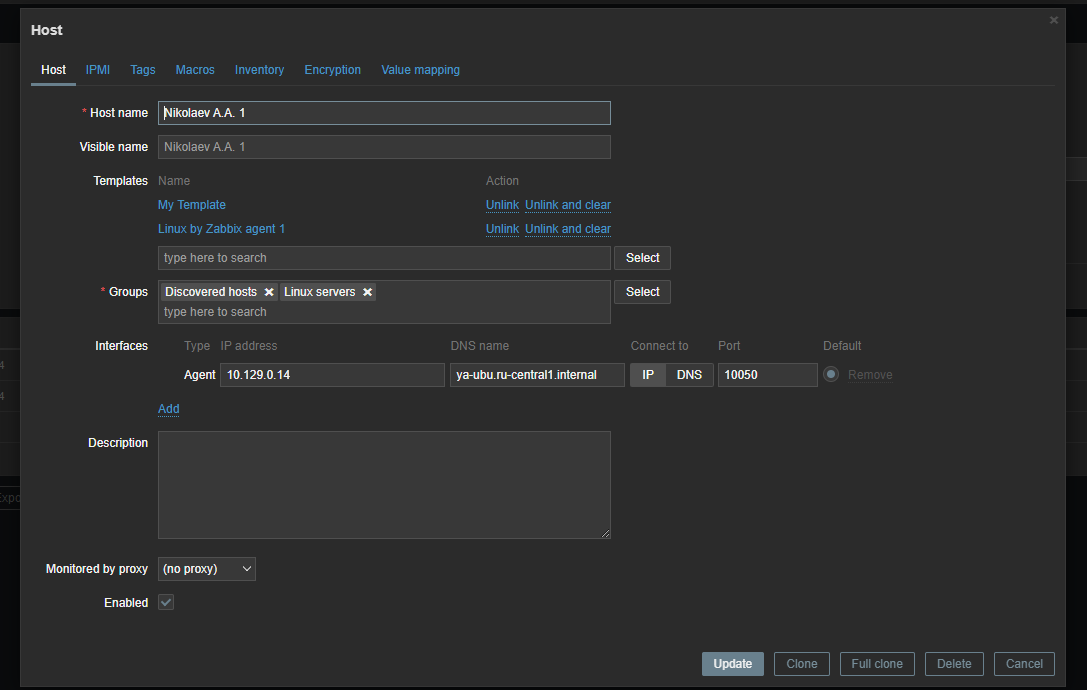 Host
Host IPMI Tags Macros Inventory Encryption Value mapping
* Host name Nikolaev A.A. 1
Visible name Nikolaev A.A. 1
Templates Name Action
My Template Unlink Unlink and clear
Linux by Zabbix agent 1 Unlink Unlink and clear
type here to search Select
* Groups Discovered hosts Linux servers Select
type here to search
Interfaces Type IP address DNS name Connect to Port Default
Agent 10.129.0.14 ya-ubu.ru-central1.internal IP DNS 10050 Remove
Add
Description
Monitored by proxy (no proxy)
Enabled
Update Clone Full clone Delete Cancel